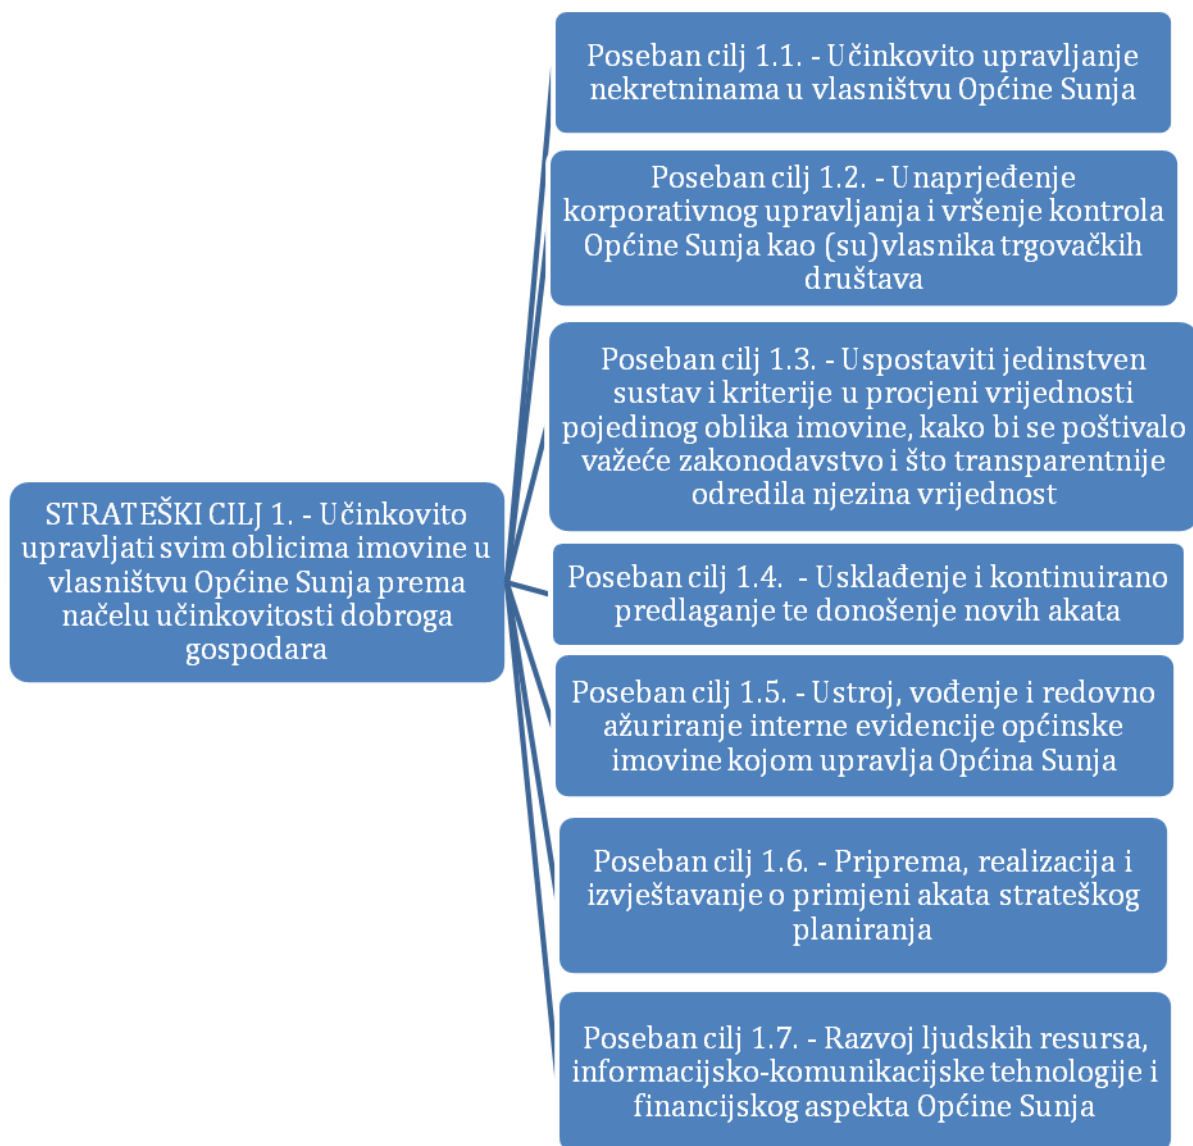 Poseban cilj 1.1. - Učinkovito upravljanje
nekretninama u vlasništvu Općine Sunja
Poseban cilj 1.2. - Unaprjeđenje
korporativnog upravljanja i vršenje kontrola
Općine Sunja kao (su)vlasnika trgovačkih
društava
Poseban cilj 1.3. - Uspostaviti jedinstven
sustav i kriterije u procjeni vrijednosti
pojedinog oblika imovine, kako bi se poštivalo
važeće zakonodavstvo i što transparentnije
odredila njezina vrijednost
STRATEŠKI CILJ 1. - Učinkovito
upravljati svim oblicima imovine u
vlasništvu Općine Sunja prema
načelu učinkovitosti dobroga
gospodara
Poseban cilj 1.4. - Usklađenje i kontinuirano
predlaganje te donošenje novih akata
Poseban cilj 1.5. - Ustroj, vođenje i redovno
ažuriranje interne evidencije općinske
imovine kojom upravlja Općina Sunja
Poseban cilj 1.6. - Priprema, realizacija i
izvještavanje o primjeni akata strateškog
planiranja
Poseban cilj 1.7. - Razvoj ljudskih resursa,
informacijsko-komunikacijske tehnologije i
financijskog aspekta Općine Sunja